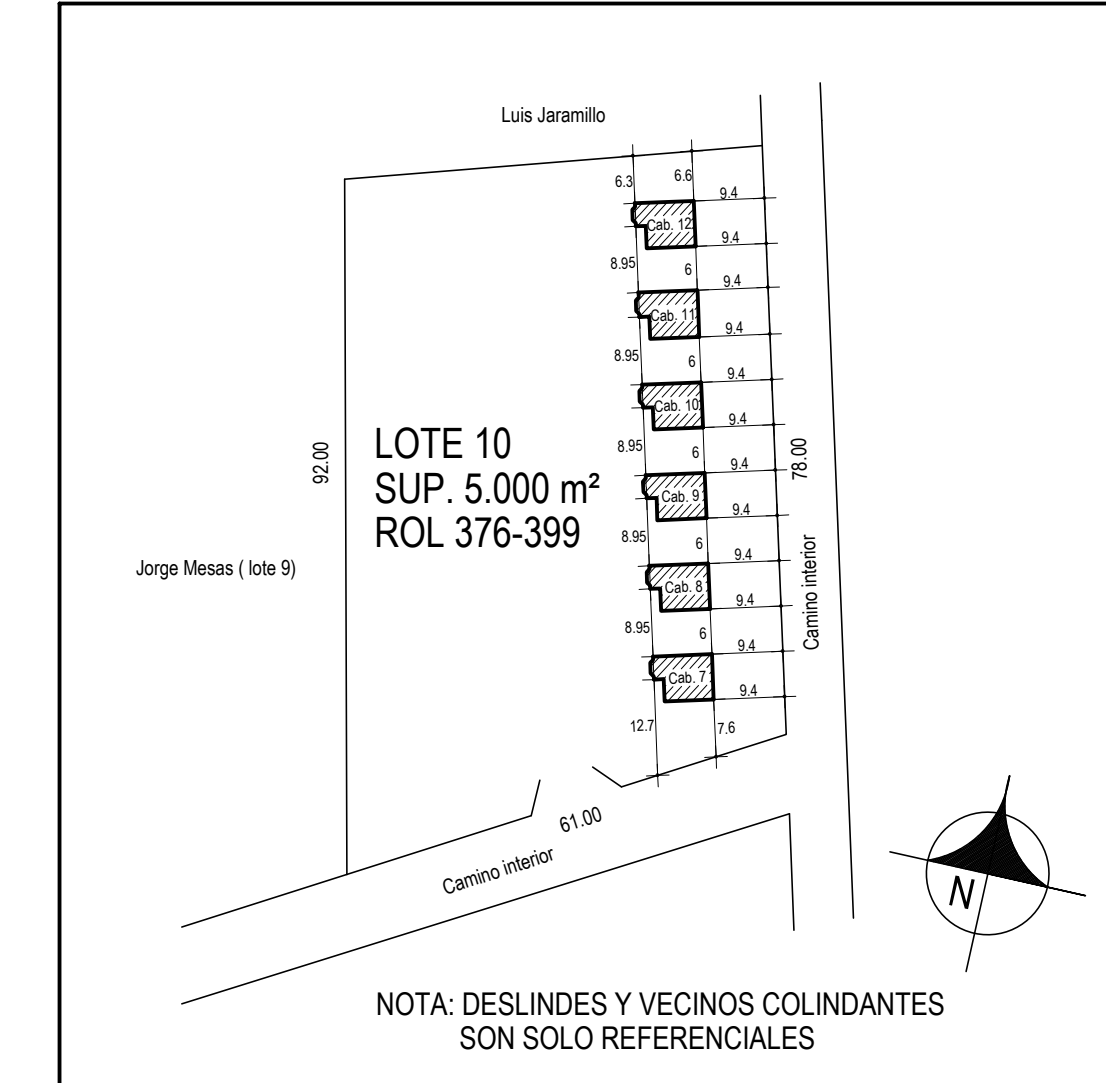 Luis Jaramillo
6.3
6.6
9.4
Cab. 12
9.4
8.95
6
9.4
Cab. 11
9.4
8.95
6
9.4
Cab. 10
9.4
8.95
6
9.4
78.00
92.00
LOTE 10
SUP. 5.000 m²
ROL 376-399
Cab. 9
9.4
8.95
6
9.4
Jorge Mesas ( lote 9)
Cab. 8
9.4
Camino interior
8.95
6
9.4
Cab. 7
9.4
12.7
7.6
61.00
Camino interior
N
NOTA: DESLINDES Y VECINOS COLINDANTES
SON SOLO REFERENCIALES